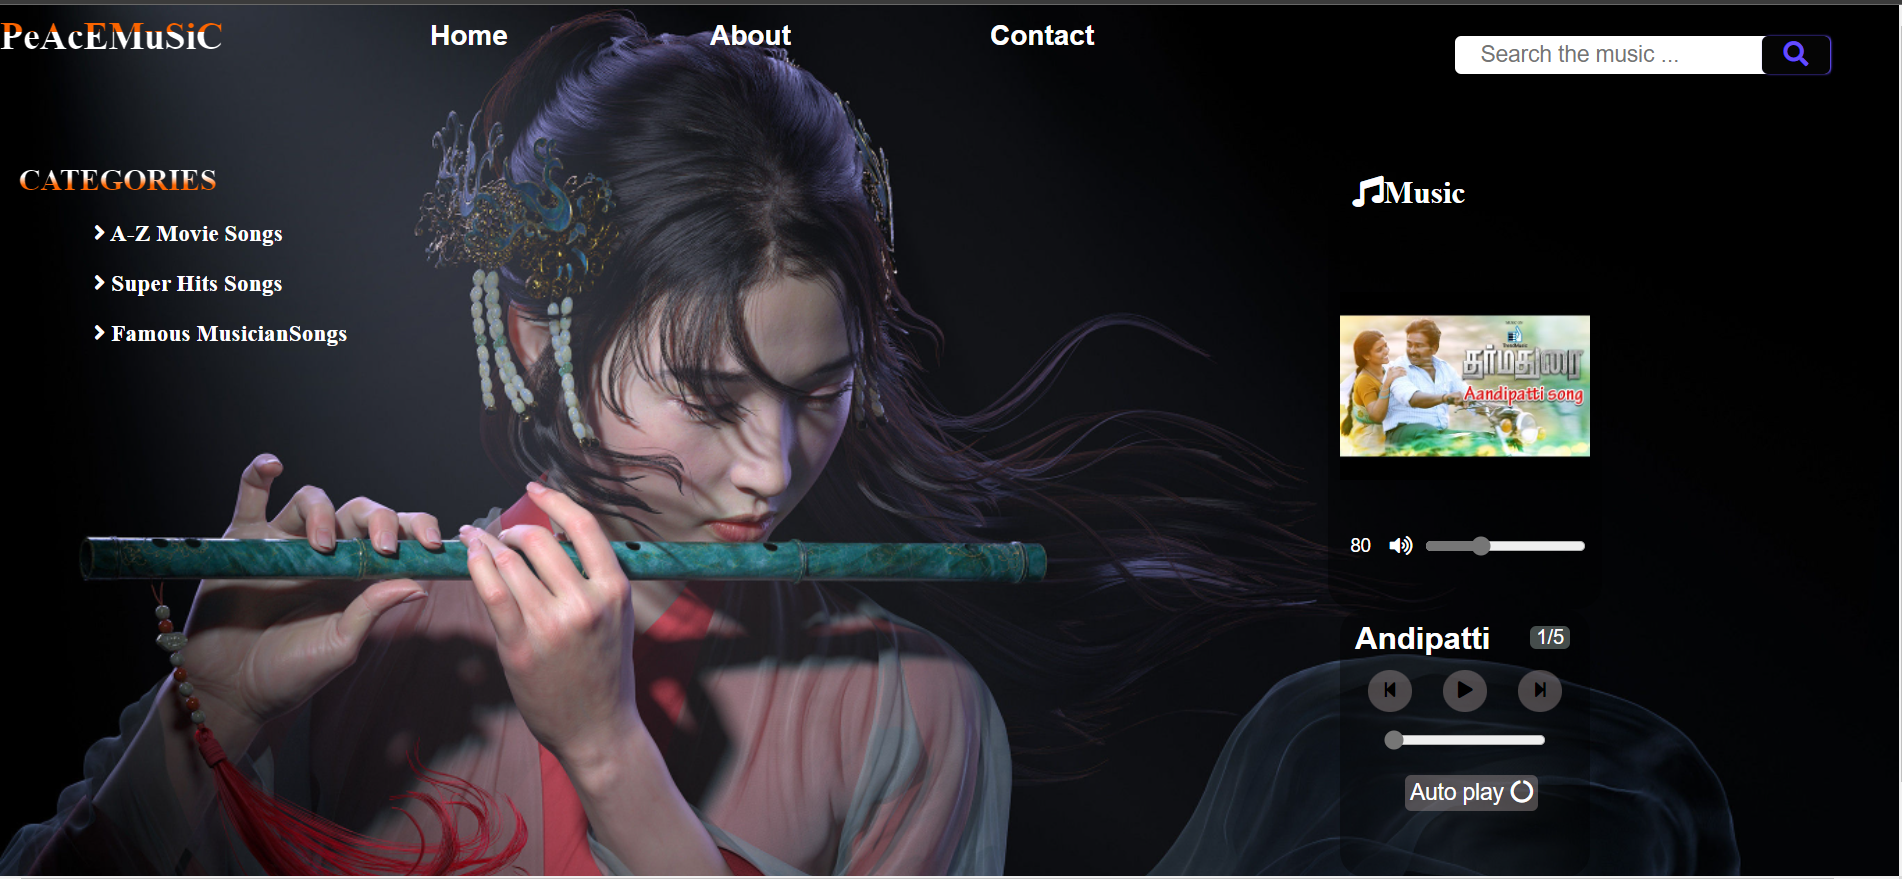 PeAcEMuSiC
Home
About
Contact
Search the music ...
CATEGORIES
A-Z Movie Songs
Super Hits Songs
Famous MusicianSongs
Music
தர்மதுரை
Aandipatti song
80
Andipatti
1/5
Auto play